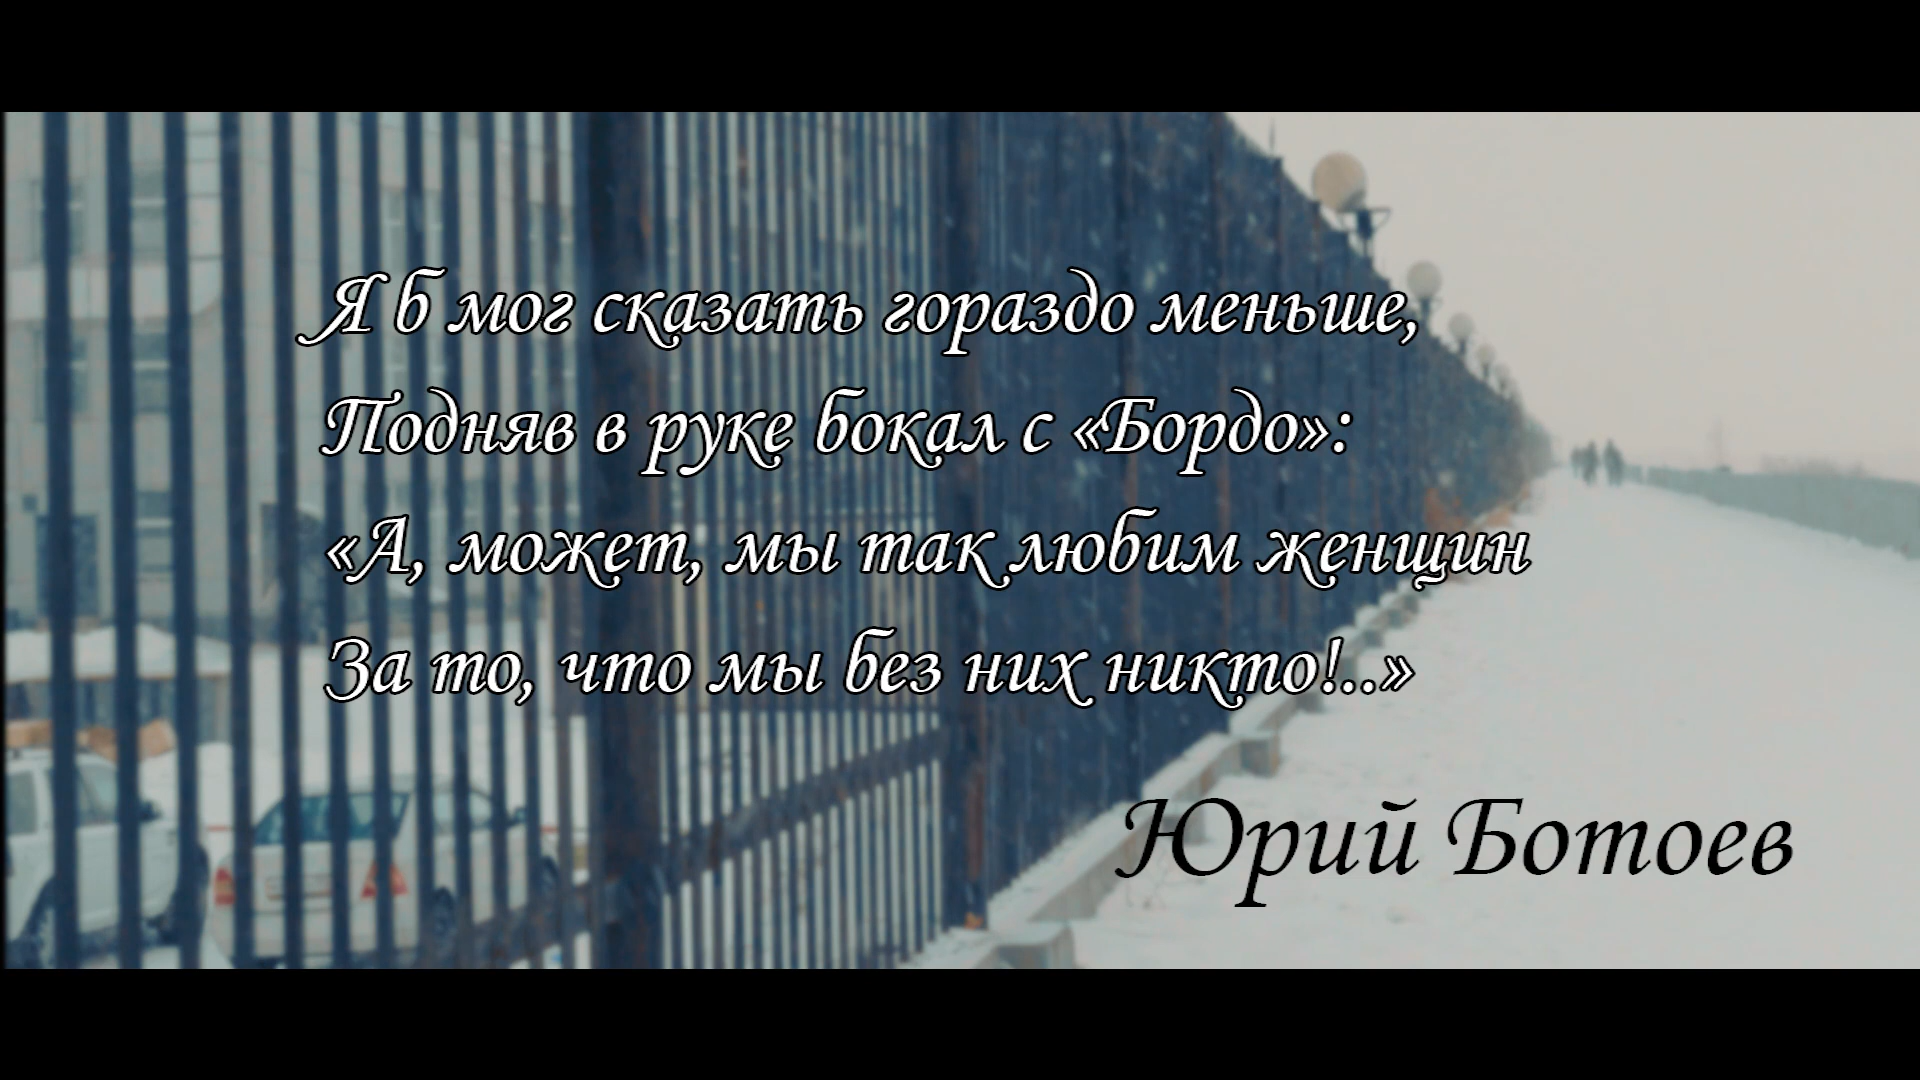 Я б мог сказать гораздо меньше,
Подняв в руке бокал с «Бордо»:
«А, может, мы так любим женщин
За то, что мы без них никто!..»
Юрий Ботоев